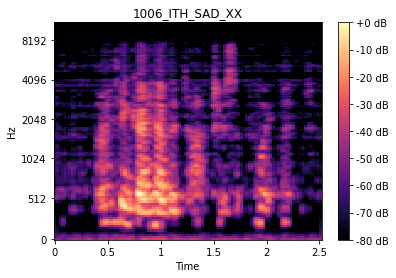 1006_ITH_SAD_XX
+0 dB
8192
-10 dB
4096
-20 dB
-30 dB
2048
Hz
-40 dB
1024
-50 dB
512
-60 dB
-70 dB
0
-80 dB
0 0.5 1 1.5 2 2.5
Time